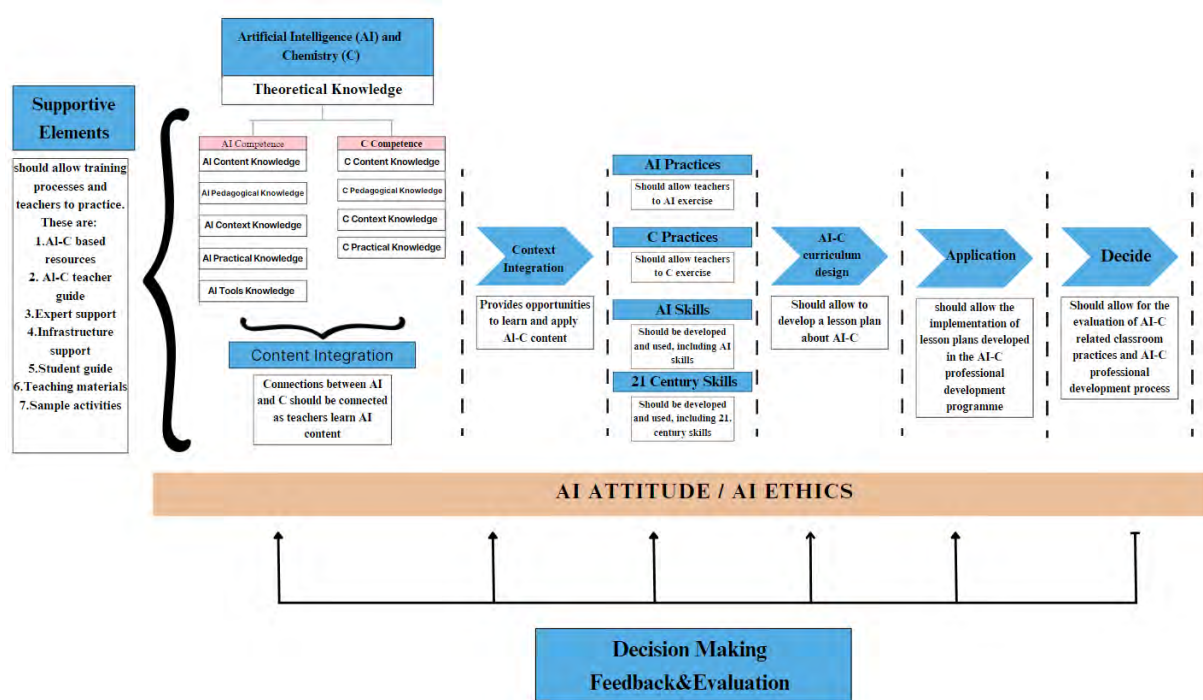 Supportive
Elements
should allow training
processes and
teachers to practice.
These are:
1.AI-C based
resources
2. AI-C teacher
guide
3.Expert support
4.Infrastructure
support
5.Student guide
6.Teaching materials
7.Sample activities
Artificial Intelligence (AI) and
Chemistry (C)
Theoretical Knowledge
AI Competence
AI Content Knowledge
AI Pedagogical Knowledge
AI Context Knowledge
AI Practical Knowledge
AI Tools Knowledge
C Competence
C Content Knowledge
C Pedagogical Knowledge
C Context Knowledge
C Practical Knowledge
Content Integration
Connections between AI
and C should be connected
as teachers learn AI
content
Context
Integration
Provides opportunities
to learn and apply
AI-C content
AI Practices
Should allow teachers
to AI exercise
C Practices
Should allow teachers
to C exercise
AI Skills
Should be developed
and used, including AI
skills
21 Century Skills
Should be developed
and used, including 21.
century skills
AI-C
curriculum
design
Should allow to
develop a lesson plan
about AI-C
Application
should allow the
implementation of
lesson plans developed
in the AI-C
professional
development
programme
Decide
Should allow for the
evaluation of AI-C
related classroom
practices and AI-C
professional
development process
AI ATTITUDE / AI ETHICS
Decision Making
Feedback&Evaluation